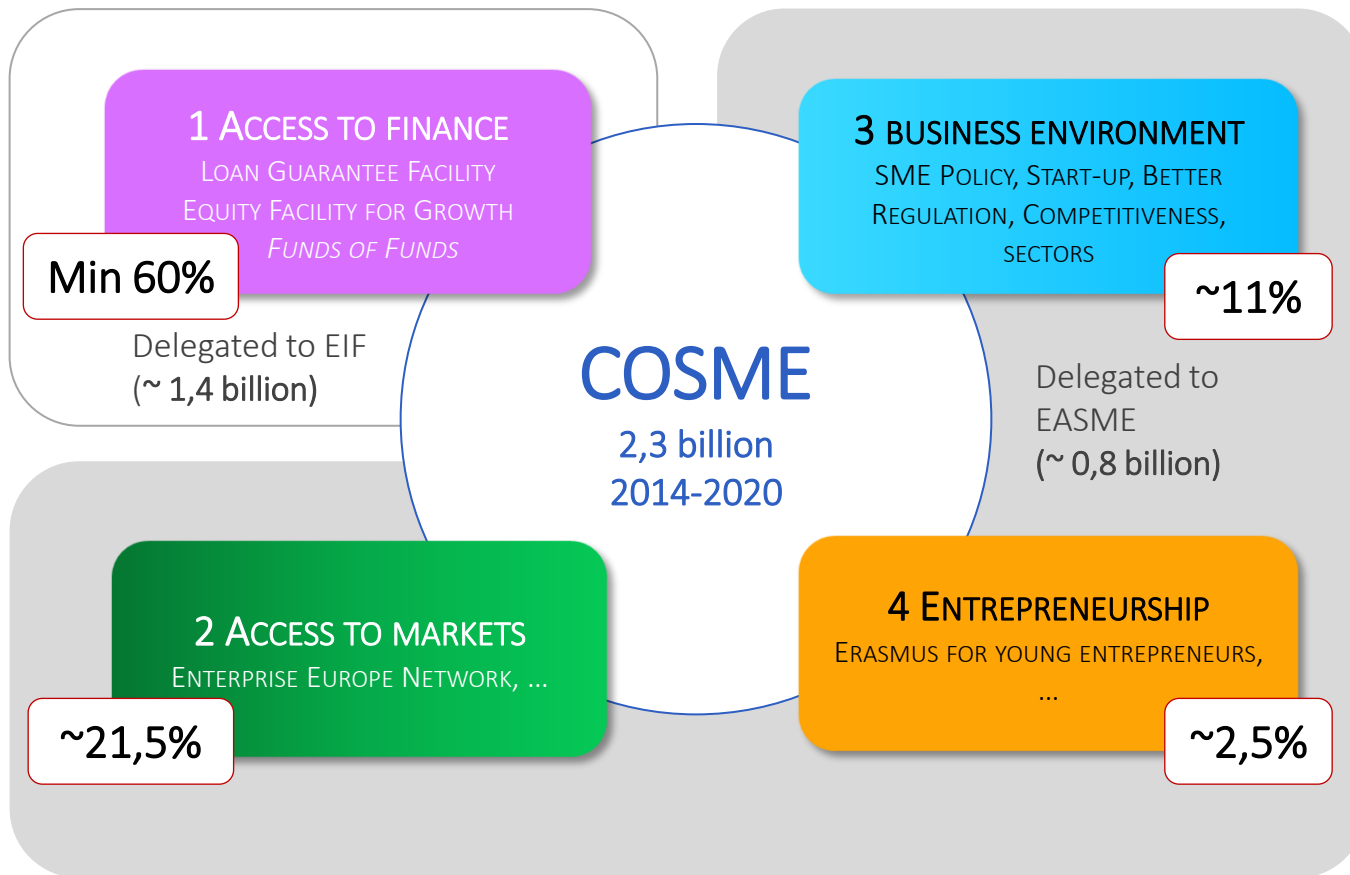 1 Access to finance
Loan Guarantee Facility
Equity Facility for Growth
Funds of Funds
Min 60%
Delegated to EIF
(~ 1,4 billion)
3 business environment
SME Policy, Start-up, Better
Regulation, Competitiveness,
sectors
~11%
Delegated to
EASME
(~ 0,8 billion)
COSME
2,3 billion
2014-2020
2 Access to markets
Enterprise Europe Network, ...
~21,5%
4 Entrepreneurship
Erasmus for young entrepreneurs,
...
~2,5%